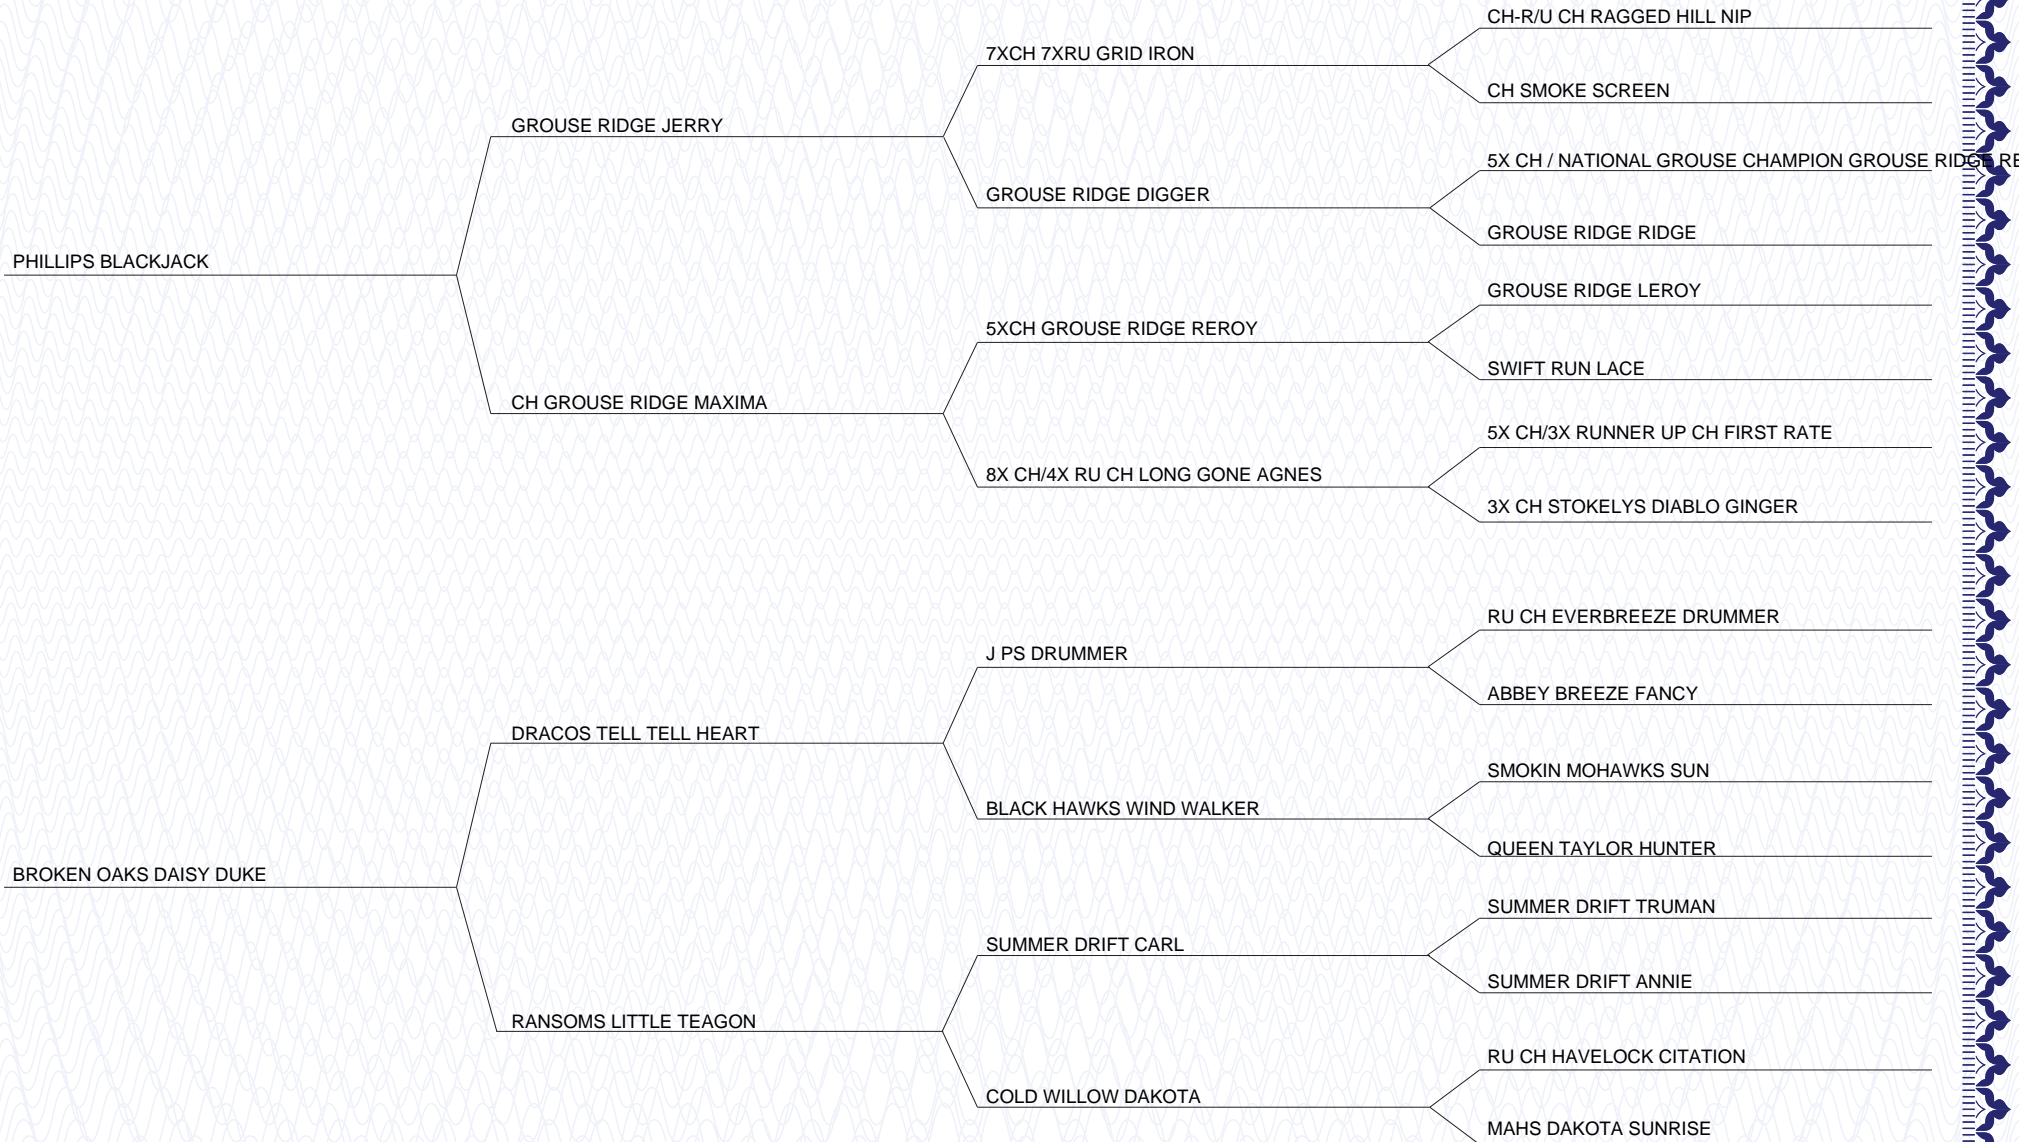 CH-R/U CH RAGGED HILL NIP
7XCH 7XRU GRID IRON
CH SMOKE SCREEN
GROUSE RIDGE JERRY
5X CH / NATIONAL GROUSE CHAMPION GROUSE RIDGE RE
GROUSE RIDGE DIGGER
GROUSE RIDGE RIDGE
PHILLIPS BLACKJACK
GROUSE RIDGE LEROY
5XCH GROUSE RIDGE REROY
SWIFT RUN LACE
CH GROUSE RIDGE MAXIMA
5X CH/3X RUNNER UP CH FIRST RATE
8X CH/4X RU CH LONG GONE AGNES
3X CH STOKELYS DIABLO GINGER
RU CH EVERBREEZE DRUMMER
J PS DRUMMER
ABBEY BREEZE FANCY
DRACOS TELL TELL HEART
SMOKIN MOHAWKS SUN
BLACK HAWKS WIND WALKER
QUEEN TAYLOR HUNTER
BROKEN OAKS DAISY DUKE
SUMMER DRIFT TRUMAN
SUMMER DRIFT CARL
SUMMER DRIFT ANNIE
RANSOMS LITTLE TEAGON
RU CH HAVELOCK CITATION
COLD WILLOW DAKOTA
MAHS DAKOTA SUNRISE